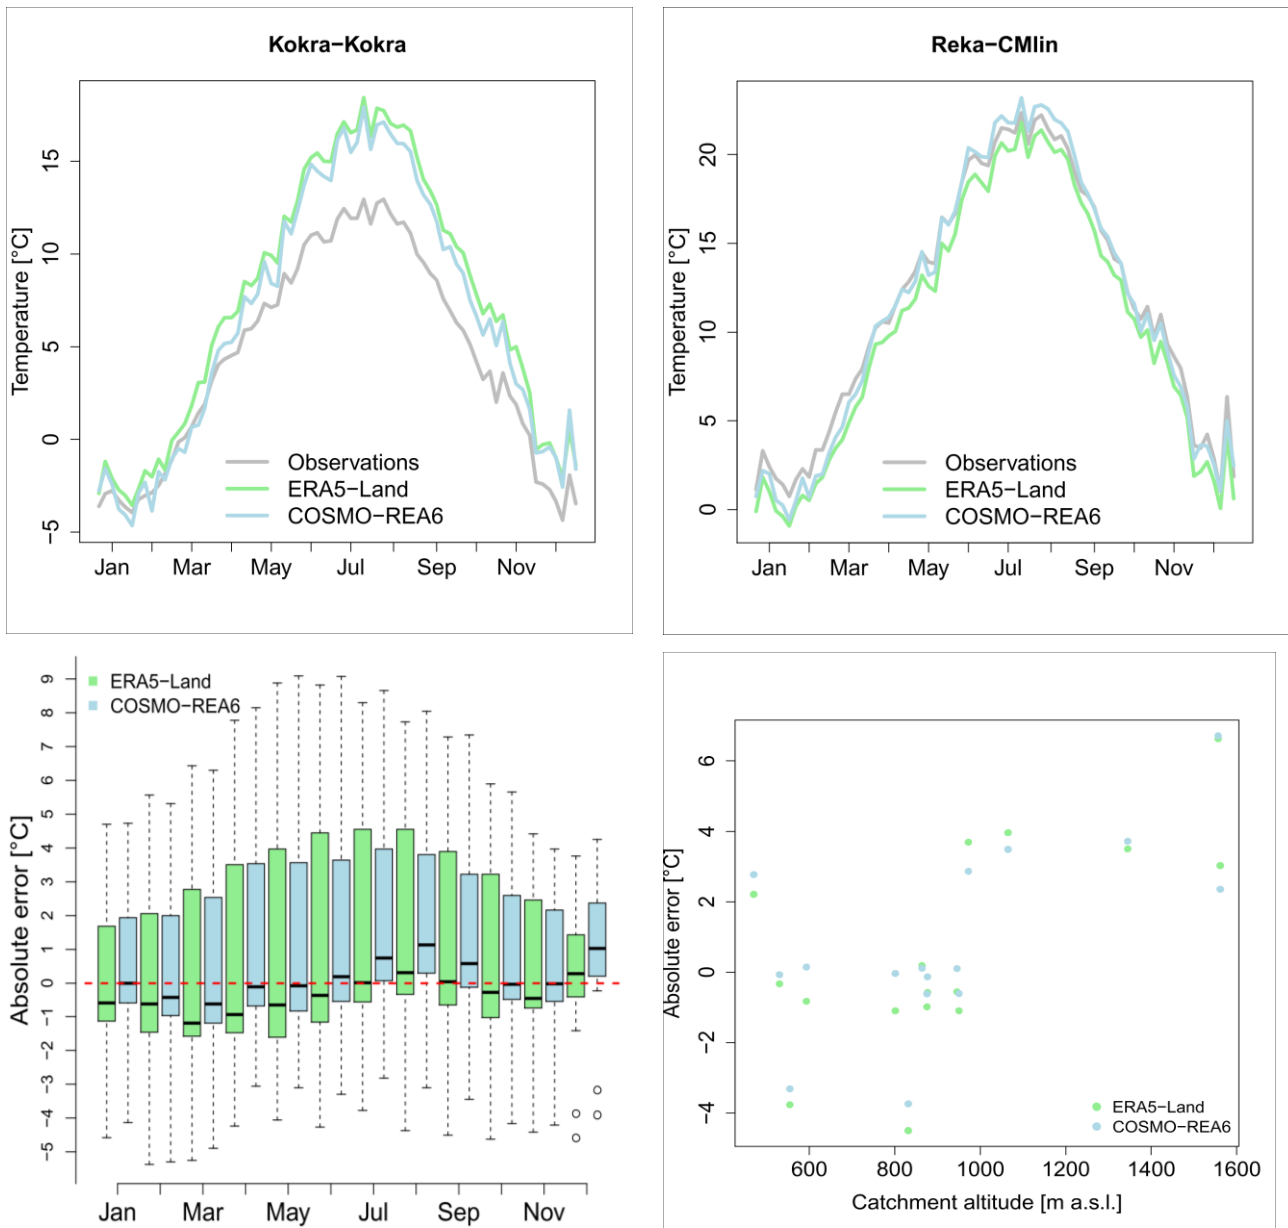 Kokra−Kokra
Temperature [°C]
15
10
5
0
−5
Observations
ERA5−Land
COSMO−REA6
Jan Mar May Jul Sep Nov
Reka−CMlin
Temperature [°C]
20
15
10
5
0
Observations
ERA5−Land
COSMO−REA6
Jan Mar May Jul Sep Nov
Absolute error [°C]
9
8
7
6
5
4
3
2
1
0
−1
−2
−3
−4
−5
ERA5−Land
COSMO−REA6
Jan Mar May Jul Sep Nov
Absolute error [°C]
6
4
2
0
−2
−4
ERA5−Land
COSMO−REA6
600 800 1000 1200 1400 1600
Catchment altitude [m a.s.l.]